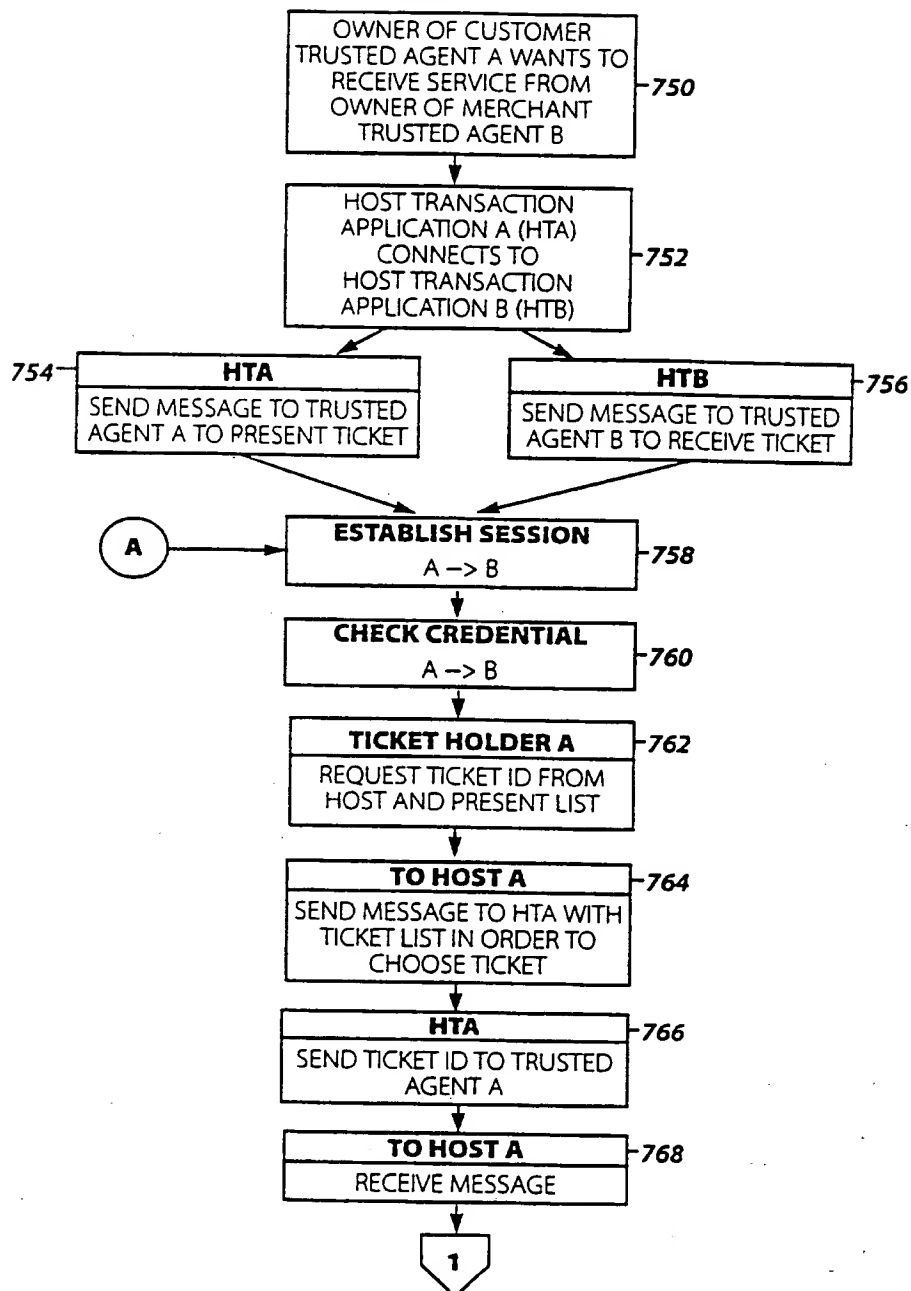 OWNER OF CUSTOMER
TRUSTED AGENT A WANTS TO
RECEIVE SERVICE FROM
OWNER OF MERCHANT
TRUSTED AGENT B
750
HOST TRANSACTION
APPLICATION A (HTA)
CONNECTS TO
HOST TRANSACTION
APPLICATION B (HTB)
752
754
HTA
SEND MESSAGE TO TRUSTED
AGENT A TO PRESENT TICKET
HTB
756
SEND MESSAGE TO TRUSTED
AGENT B TO RECEIVE TICKET
A
ESTABLISH SESSION
A –> B
758
CHECK CREDENTIAL
A –> B
760
TICKET HOLDER A
762
REQUEST TICKET ID FROM
HOST AND PRESENT LIST
TO HOST A
764
SEND MESSAGE TO HTA WITH
TICKET LIST IN ORDER TO
CHOOSE TICKET
HTA
766
SEND TICKET ID TO TRUSTED
AGENT A
TO HOST A
768
RECEIVE MESSAGE
1